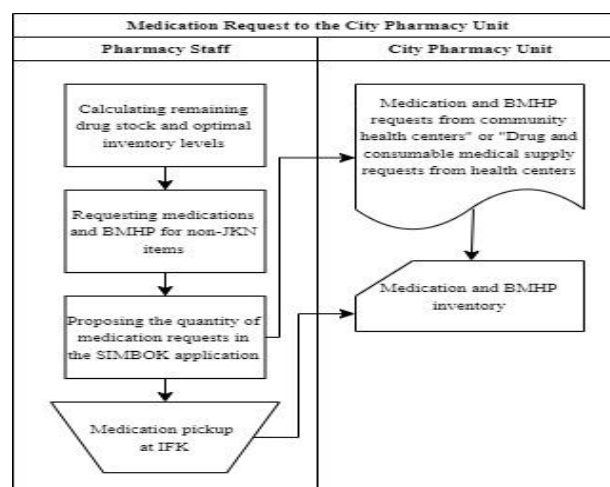 Medication Request to the City Pharmacy Unit
Pharmacy Staff
City Pharmacy Unit
Calculating remaining
drug stock and optimal
inventory levels
Requesting medications
and BMHP for non-JKN
items
Proposing the quantity of
medication requests in
the SIMBOK application
Medication pickup
at IFK
Medication and BMHP
requests from community
health centers" or "Drug and
consumable medical supply
requests from health centers
Medication and BMHP
inventory